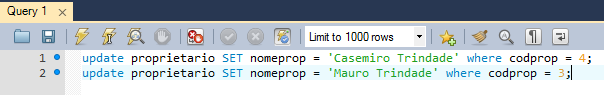 Query 1 ×
Limit to 1000 rows
1 update proprietario SET nomeprop = 'Casemiro Trindade' where codprop = 4;
2 update proprietario SET nomeprop = 'Mauro Trindade' where codprop = 3;